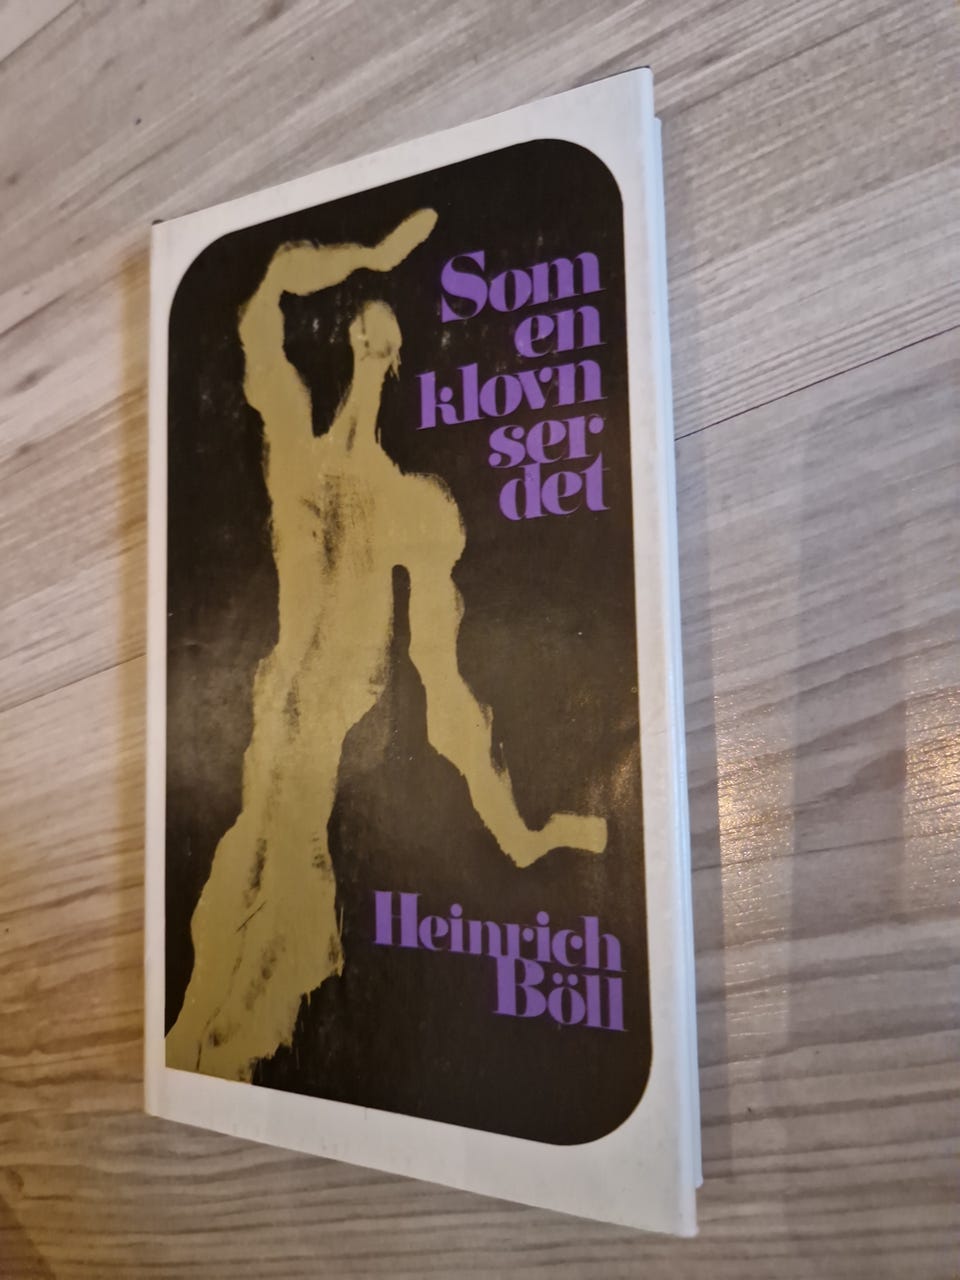 Som
en
klovn
ser
det
Heinrich
Böll